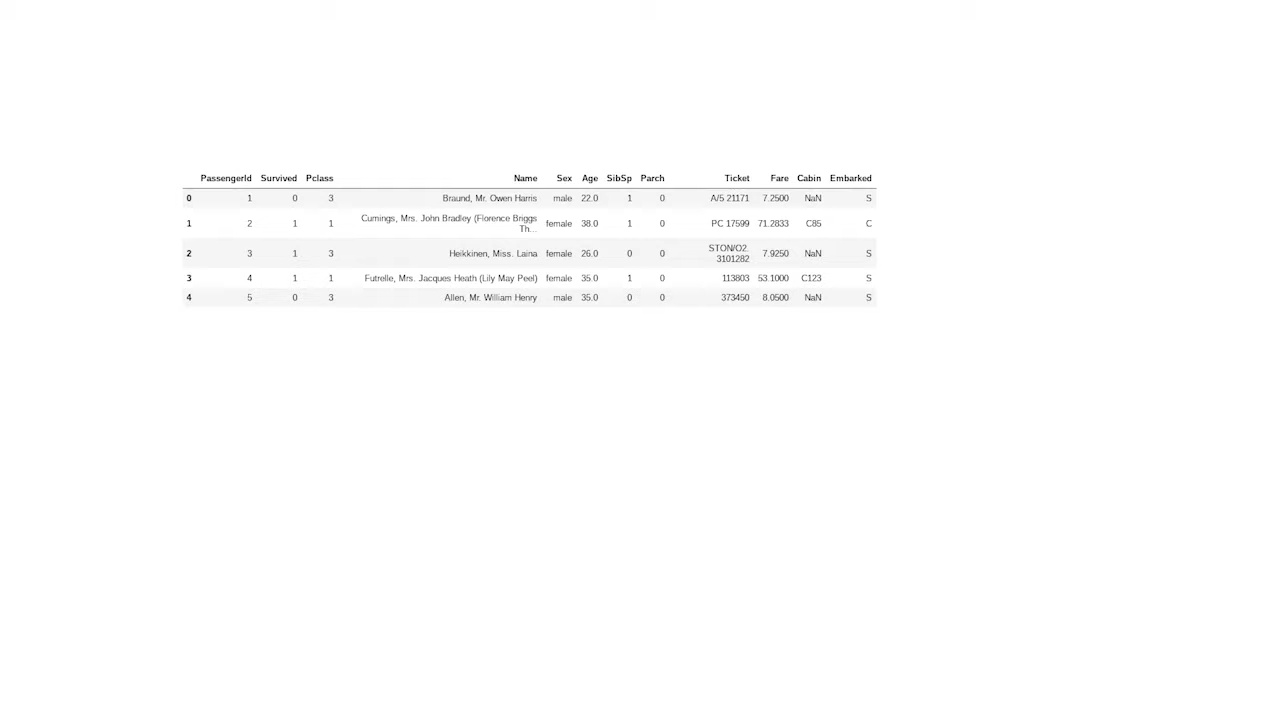 PassengerId Survived Pclass Name Sex Age SibSp Parch Ticket Fare Cabin Embarked
0 1 0 3 Braund, Mr. Owen Harris male 22.0 1 0 A/5 21171 7.2500 NaN S
1 2 1 1 Cumings, Mrs. John Bradley (Florence Briggs Th... female 38.0 1 0 PC 17599 71.2833 C85 C
2 3 1 3 Heikkinen, Miss. Laina female 26.0 0 0 STON/O2. 3101282 7.9250 NaN S
3 4 1 1 Futrelle, Mrs. Jacques Heath (Lily May Peel) female 35.0 1 0 113803 53.1000 C123 S
4 5 0 3 Allen, Mr. William Henry male 35.0 0 0 373450 8.0500 NaN S